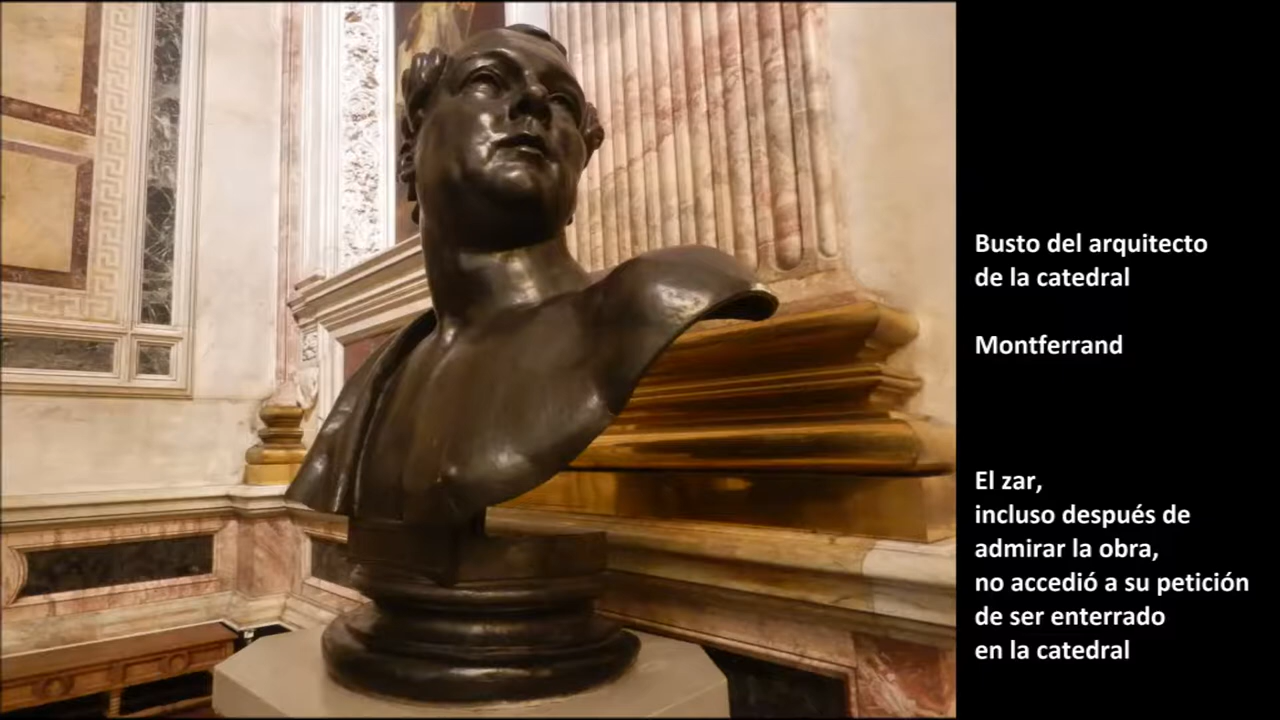 Busto del arquitecto
de la catedral
Montferrand
El zar,
incluso después de
admirar la obra,
no accedió a su petición
de ser enterrado
en la catedral